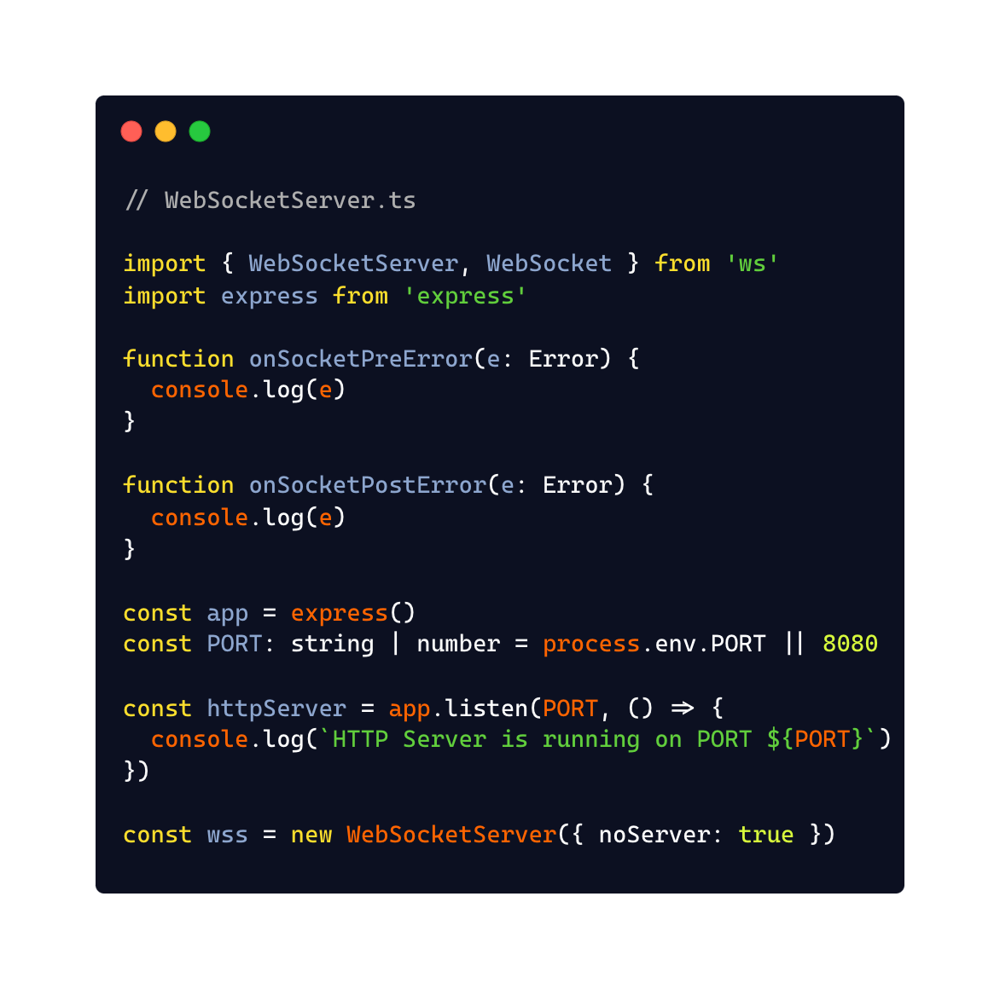 // WebSocketServer.ts
import { WebSocketServer, WebSocket } from 'ws'
import express from 'express'
function onSocketPreError(e: Error) {
  console.log(e)
}
function onSocketPostError(e: Error) {
  console.log(e)
}
const app = express()
const PORT: string | number = process.env.PORT || 8080
const httpServer = app.listen(PORT, () => {
  console.log(`HTTP Server is running on PORT ${PORT}`)
})
const wss = new WebSocketServer({ noServer: true })